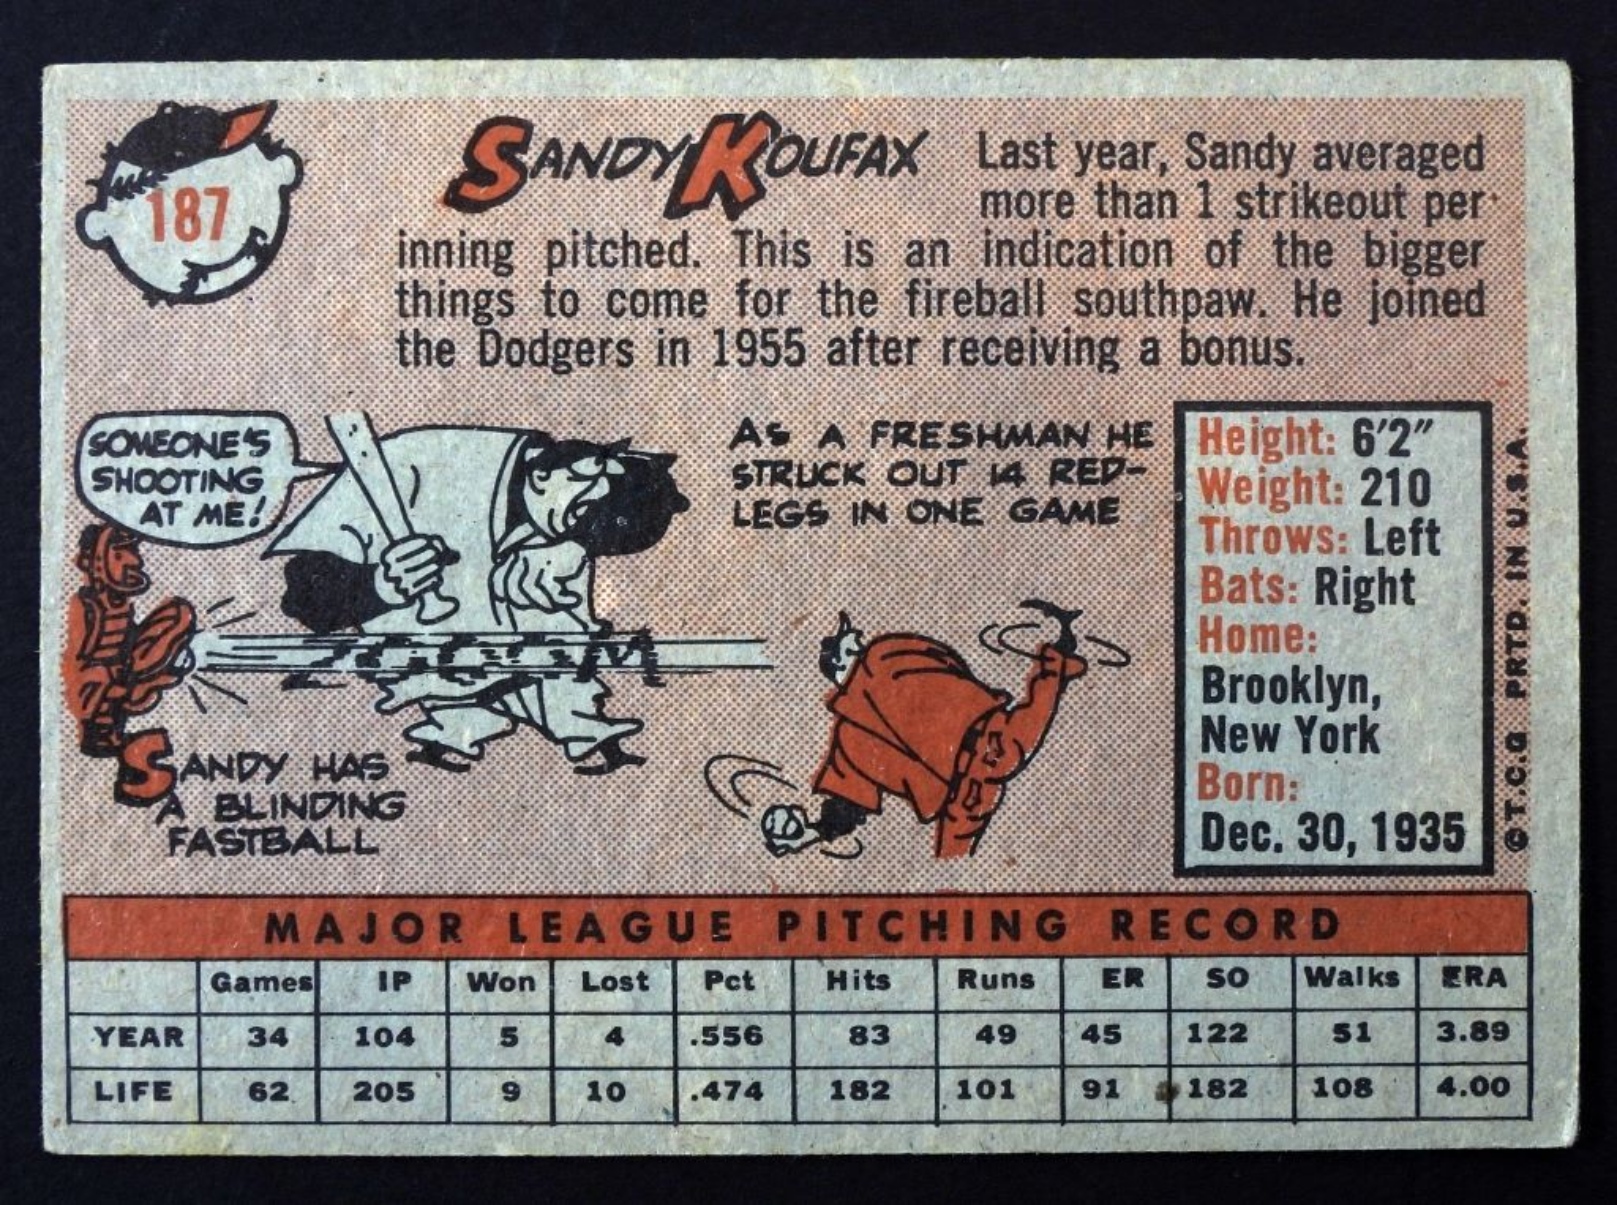 187
SANDY KOUFAX
Last year, Sandy averaged
more than 1 strikeout per
inning pitched. This is an indication of the bigger
things to come for the fireball southpaw. He joined
the Dodgers in 1955 after receiving a bonus.
SOMEONE'S
SHOOTING
AT ME!
SANDY HAS
A BLINDING
FASTBALL
AS A FRESHMAN HE
STRUCK OUT 14 RED-
LEGS IN ONE GAME
Height: 6'2"
Weight: 210
Throws: Left
Bats: Right
Home:
Brooklyn,
New York
Born:
Dec. 30, 1935
©T.C.G. PRTD. IN U.S.A.
MAJOR LEAGUE PITCHING RECORD
Games IP Won Lost Pct Hits Runs ER SO Walks ERA
YEAR 34 104 5 4 .556 83 49 45 122 51 3.89
LIFE 62 205 9 10 .474 182 101 91 182 108 4.00